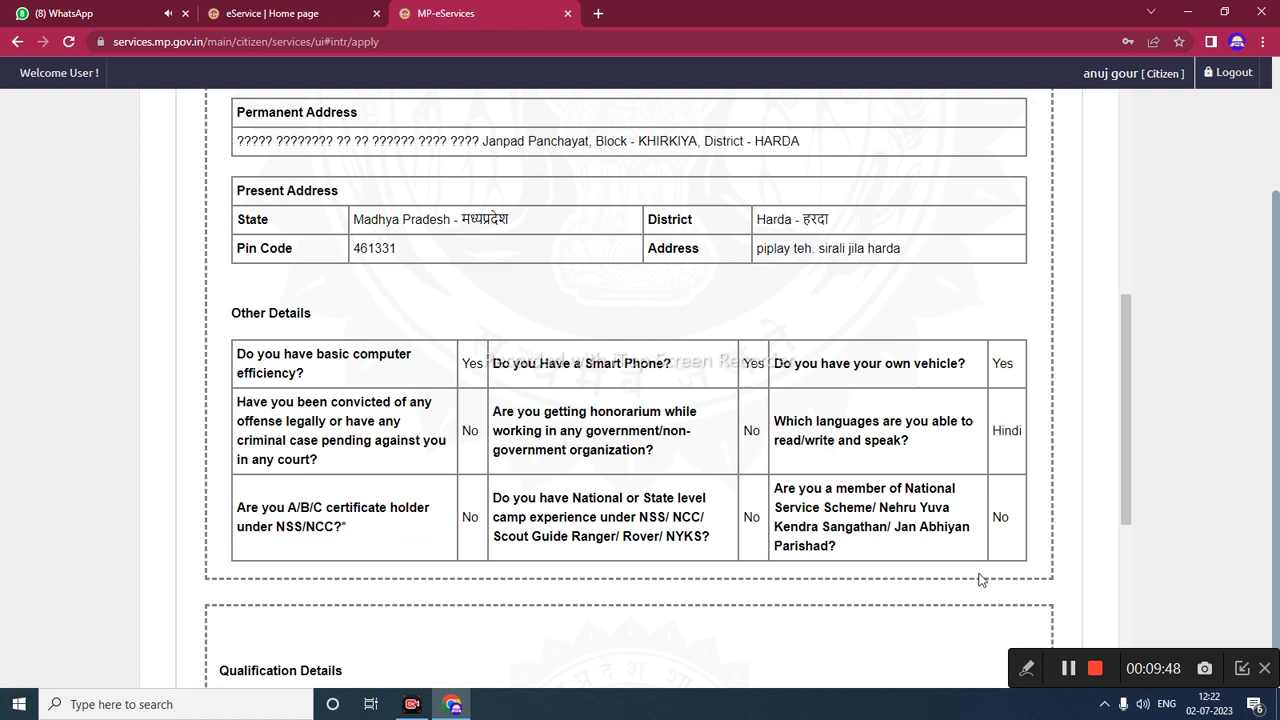 (8) WhatsApp
eService | Home page
MP-eServices
services.mp.gov.in/main/citizen/services/ui#intr/apply
Welcome User !
anuj gour [ Citizen ]
Logout
Permanent Address
????? ???????? ?? ?? ?????? ???? ???? Janpad Panchayat, Block - KHIRKIYA, District - HARDA
Present Address
State
Madhya Pradesh - मध्यप्रदेश
District
Harda - हरदा
Pin Code
461331
Address
piplay teh. sirali jila harda
Other Details
Do you have basic computer
efficiency?
Yes
Do you Have a Smart Phone?
Yes
Do you have your own vehicle?
Yes
Recorded with iTop Screen Recorder
Have you been convicted of any
offense legally or have any
criminal case pending against you
in any court?
No
Are you getting honorarium while
working in any government/non-
government organization?
No
Which languages are you able to
read/write and speak?
Hindi
Are you A/B/C certificate holder
under NSS/NCC?*
No
Do you have National or State level
camp experience under NSS/ NCC/
Scout Guide Ranger/ Rover/ NYKS?
No
Are you a member of National
Service Scheme/ Nehru Yuva
Kendra Sangathan/ Jan Abhiyan
Parishad?
No
Qualification Details
00:09:48
Type here to search
ENG
12:22
02-07-2023
6